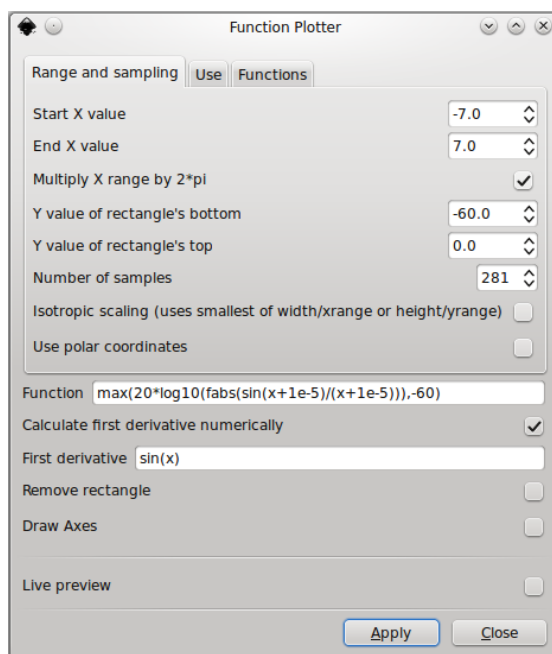 Function Plotter
Range and sampling Use Functions
Start X value -7.0
End X value 7.0
Multiply X range by 2*pi
Y value of rectangle's bottom -60.0
Y value of rectangle's top 0.0
Number of samples 281
Isotropic scaling (uses smallest of width/xrange or height/yrange)
Use polar coordinates
Function max(20*log10(fabs(sin(x+1e-5)/(x+1e-5))),-60)
Calculate first derivative numerically
First derivative sin(x)
Remove rectangle
Draw Axes
Live preview
Apply Close